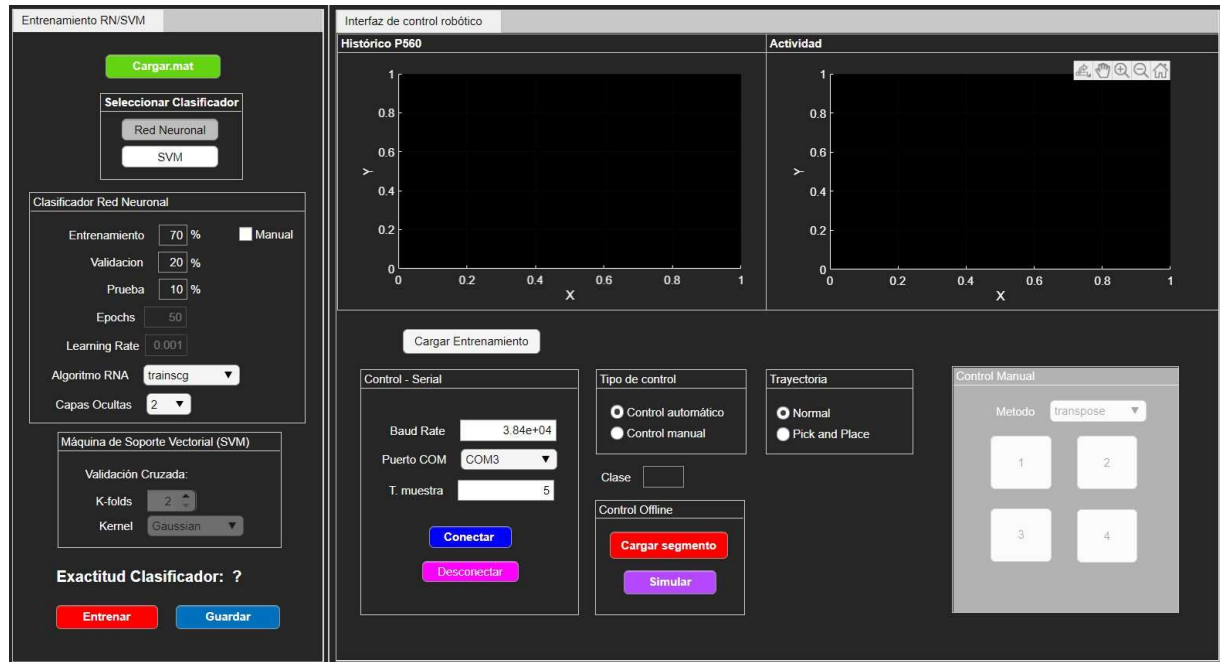 Entrenamiento RN/SVM
Cargar.mat
Seleccionar Clasificador
Red Neuronal
SVM
Clasificador Red Neuronal
Entrenamiento 70 % Manual
Validacion 20 %
Prueba 10 %
Epochs 50
Learning Rate 0.001
Algoritmo RNA trainscg
Capas Ocultas 2
Máquina de Soporte Vectorial (SVM)
Validación Cruzada:
K-folds 2
Kernel Gaussian
Exactitud Clasificador: ?
Entrenar Guardar
Interfaz de control robótico
Histórico P560
1
0.8
0.6
0.4
0.2
0
Y
0 0.2 0.4 0.6 0.8 1
X
Actividad
1
0.8
0.6
0.4
0.2
0
Y
0 0.2 0.4 0.6 0.8 1
X
Cargar Entrenamiento
Control - Serial
Baud Rate 3.84e+04
Puerto COM COM3
T. muestra 5
Conectar
Desconectar
Tipo de control
Control automático
Control manual
Clase
Control Offline
Cargar segmento
Simular
Trayectoria
Normal
Pick and Place
Control Manual
Metodo transpose
1 2
3 4